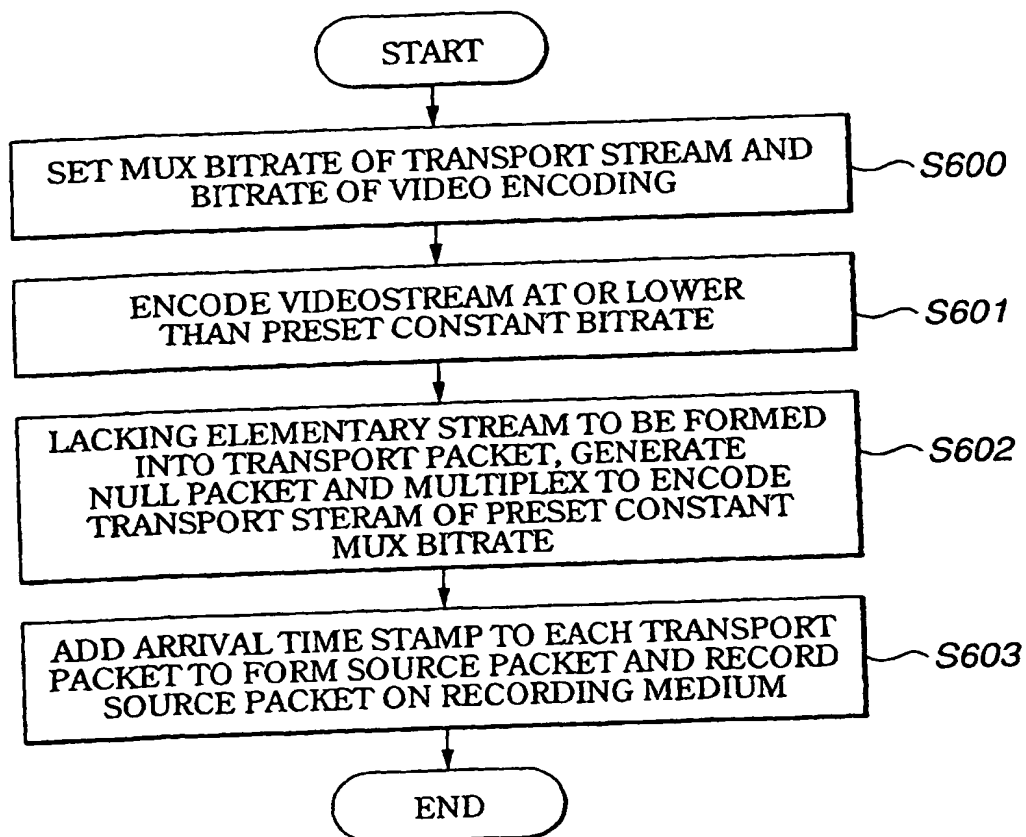 START
SET MUX BITRATE OF TRANSPORT STREAM AND
BITRATE OF VIDEO ENCODING
S600
ENCODE VIDEOSTREAM AT OR LOWER
THAN PRESET CONSTANT BITRATE
S601
LACKING ELEMENTARY STREAM TO BE FORMED
INTO TRANSPORT PACKET, GENERATE
NULL PACKET AND MULTIPLEX TO ENCODE
TRANSPORT STERAM OF PRESET CONSTANT
MUX BITRATE
S602
ADD ARRIVAL TIME STAMP TO EACH TRANSPORT
PACKET TO FORM SOURCE PACKET AND RECORD
SOURCE PACKET ON RECORDING MEDIUM
S603
END